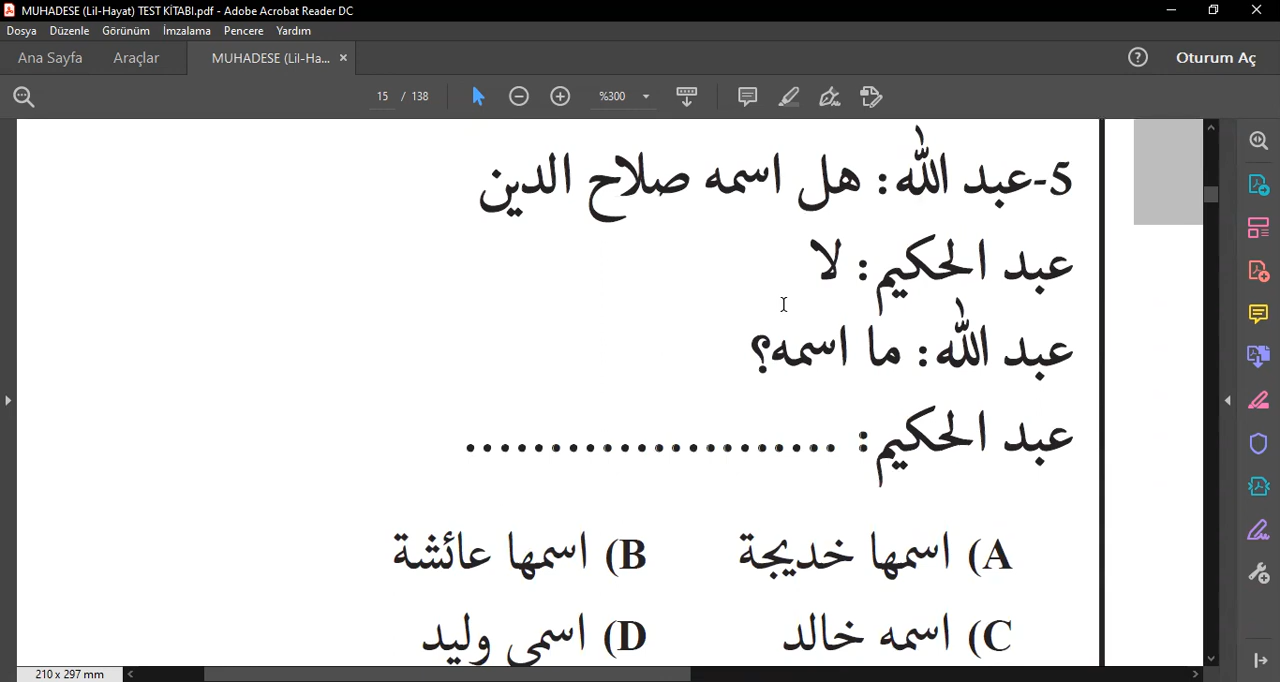 MUHADESE (Lil-Hayat) TEST KİTABI.pdf - Adobe Acrobat Reader DC
Dosya Düzenle Görünüm İmzalama Pencere Yardım
Ana Sayfa Araçlar MUHADESE (Lil-Ha... × ? Oturum Aç
15 / 138 %300
5-عبد الله: هل اسمه صلاح الدين
عبد الحكيم: لا
عبد الله: ما اسمه؟
عبد الحكيم: ......................
A) اسمها خديجة B) اسمها عائشة
C) اسمه خالد D) اسمي وليد
210 x 297 mm